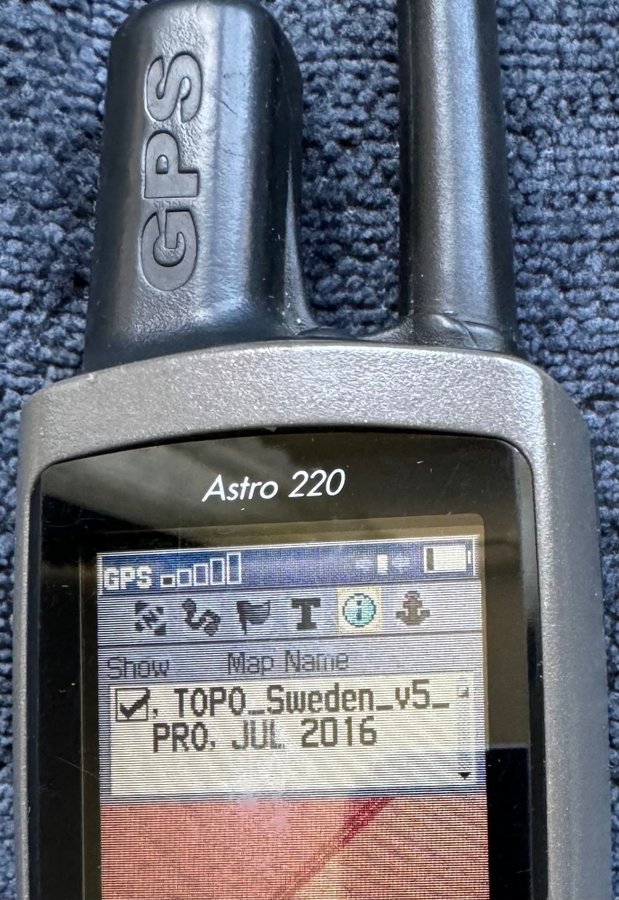 GPS
Astro 220
GPS
T
Show Map Name
, TOPO_Sweden_v5_
PRO, JUL 2016